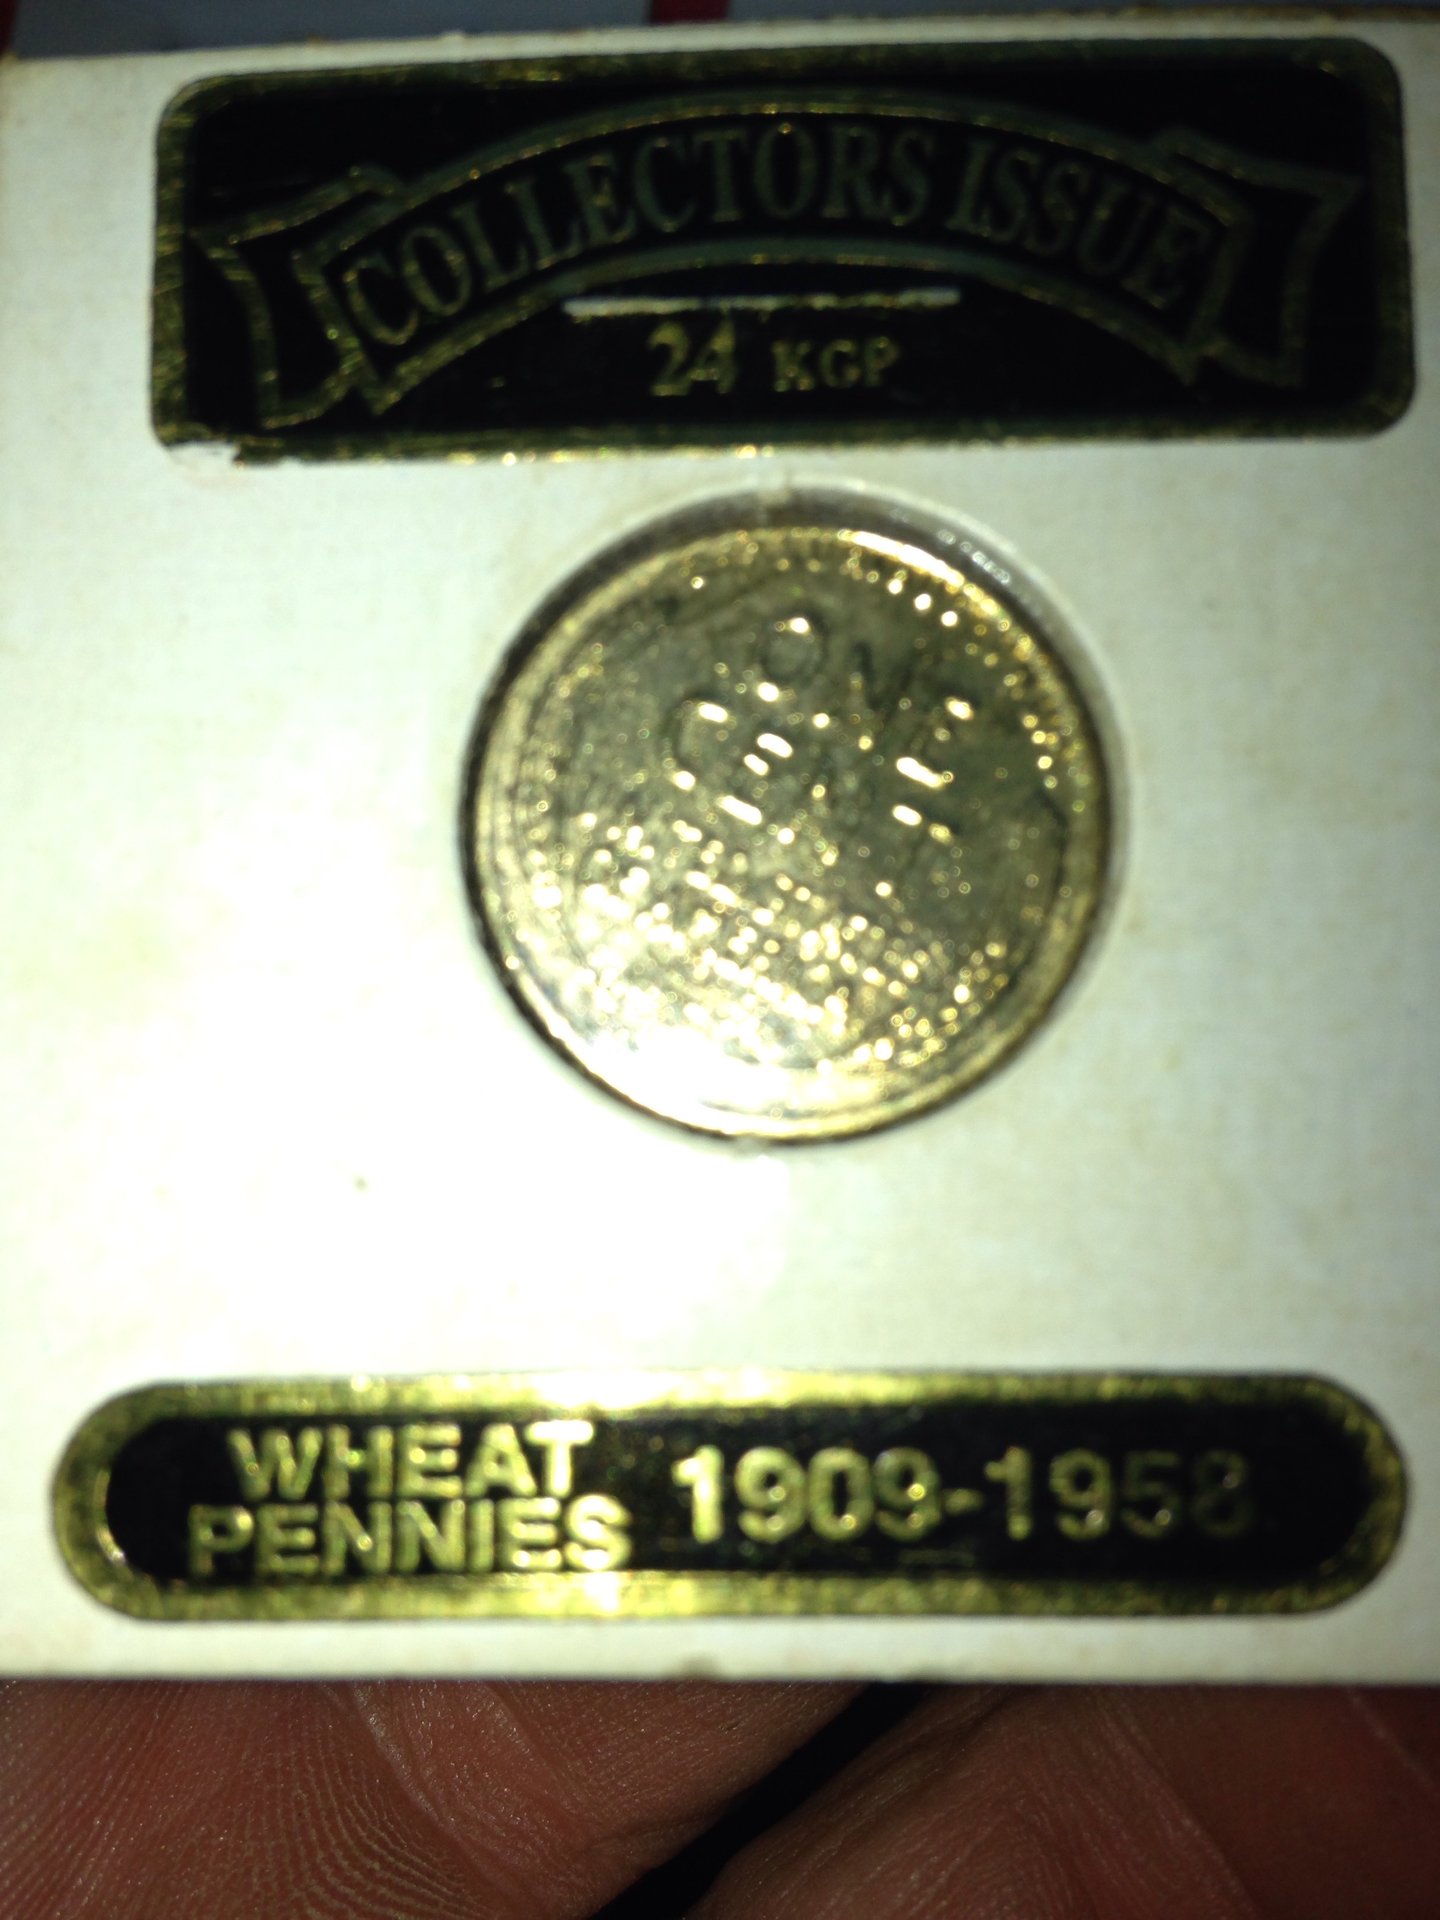 COLLECTORS ISSUE
24 KGP
ONE
CENT
WHEAT
PENNIES
1909-1958